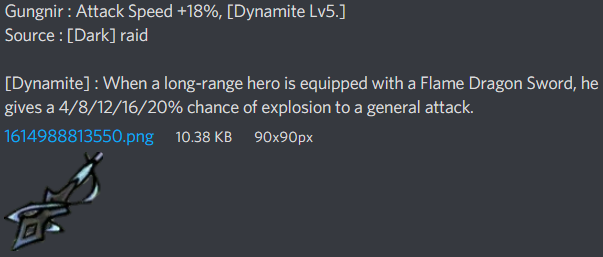 Gungnir : Attack Speed +18%, [Dynamite Lv5.]
Source : [Dark] raid
[Dynamite] : When a long-range hero is equipped with a Flame Dragon Sword, he
gives a 4/8/12/16/20% chance of explosion to a general attack.
1614988813550.png 10.38 KB 90x90px